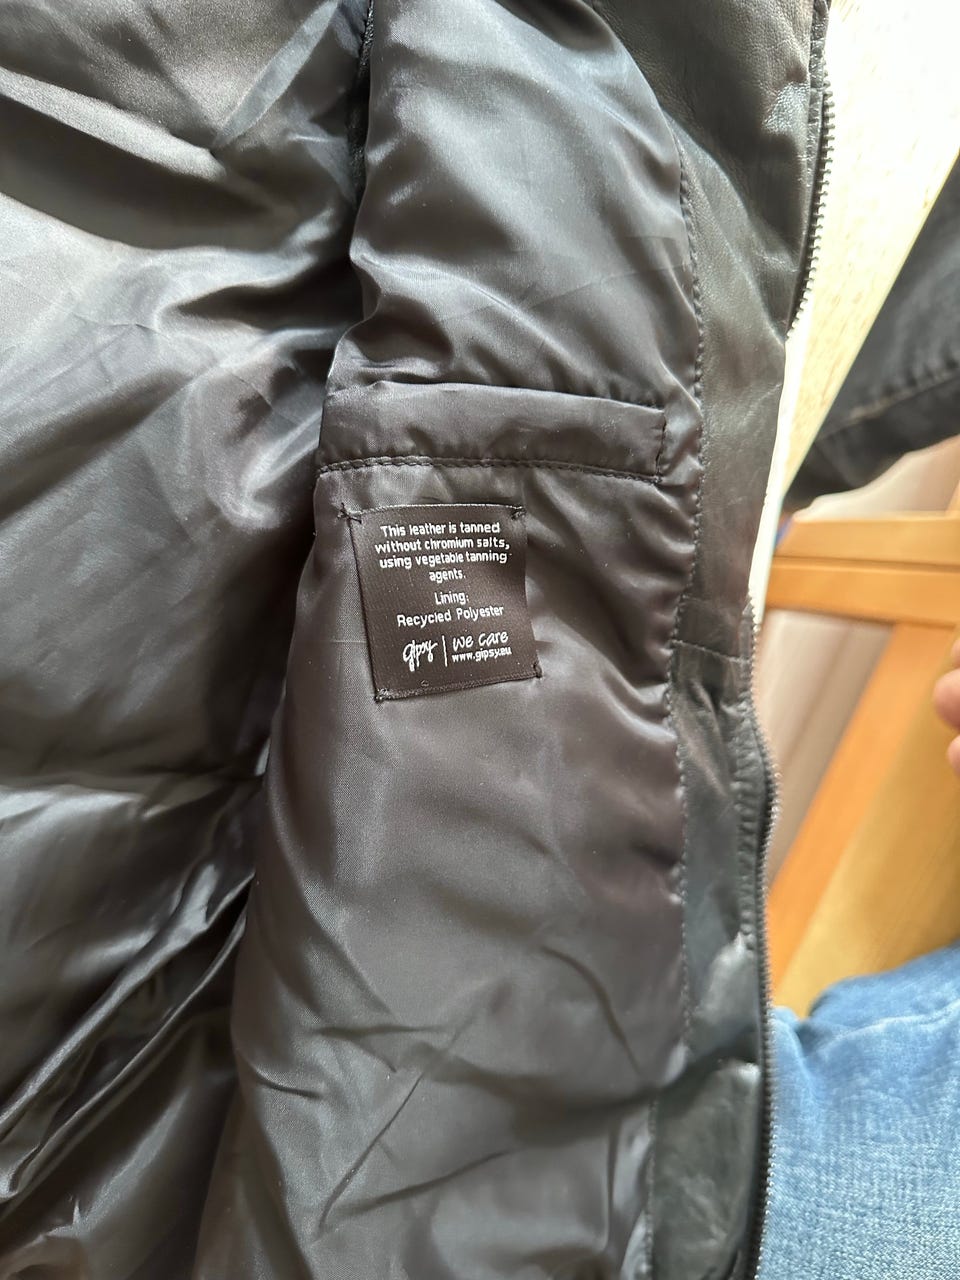 This leather is tanned
without chromium salts,
using vegetable tanning
agents.
Lining:
Recycled Polyester
gipsy | we care
www.gipsy.eu